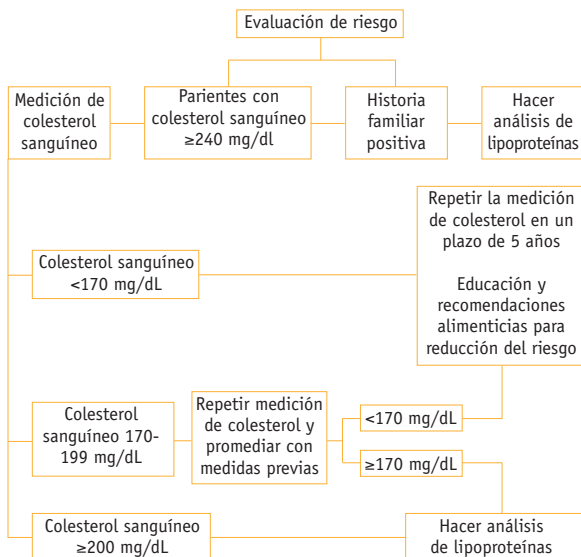 Evaluación de riesgo
Medición de
colesterol
sanguíneo
Parientes con
colesterol sanguíneo
≥240 mg/dl
Historia
familiar
positiva
Hacer
análisis de
lipoproteínas
Repetir la medición
de colesterol en un
plazo de 5 años
Educación y
recomendaciones
alimenticias para
reducción del riesgo
Colesterol sanguíneo
<170 mg/dL
Colesterol
sanguíneo 170-
199 mg/dL
Repetir medición
de colesterol y
promediar con
medidas previas
<170 mg/dL
≥170 mg/dL
Colesterol sanguíneo
≥200 mg/dL
Hacer análisis
de lipoproteínas